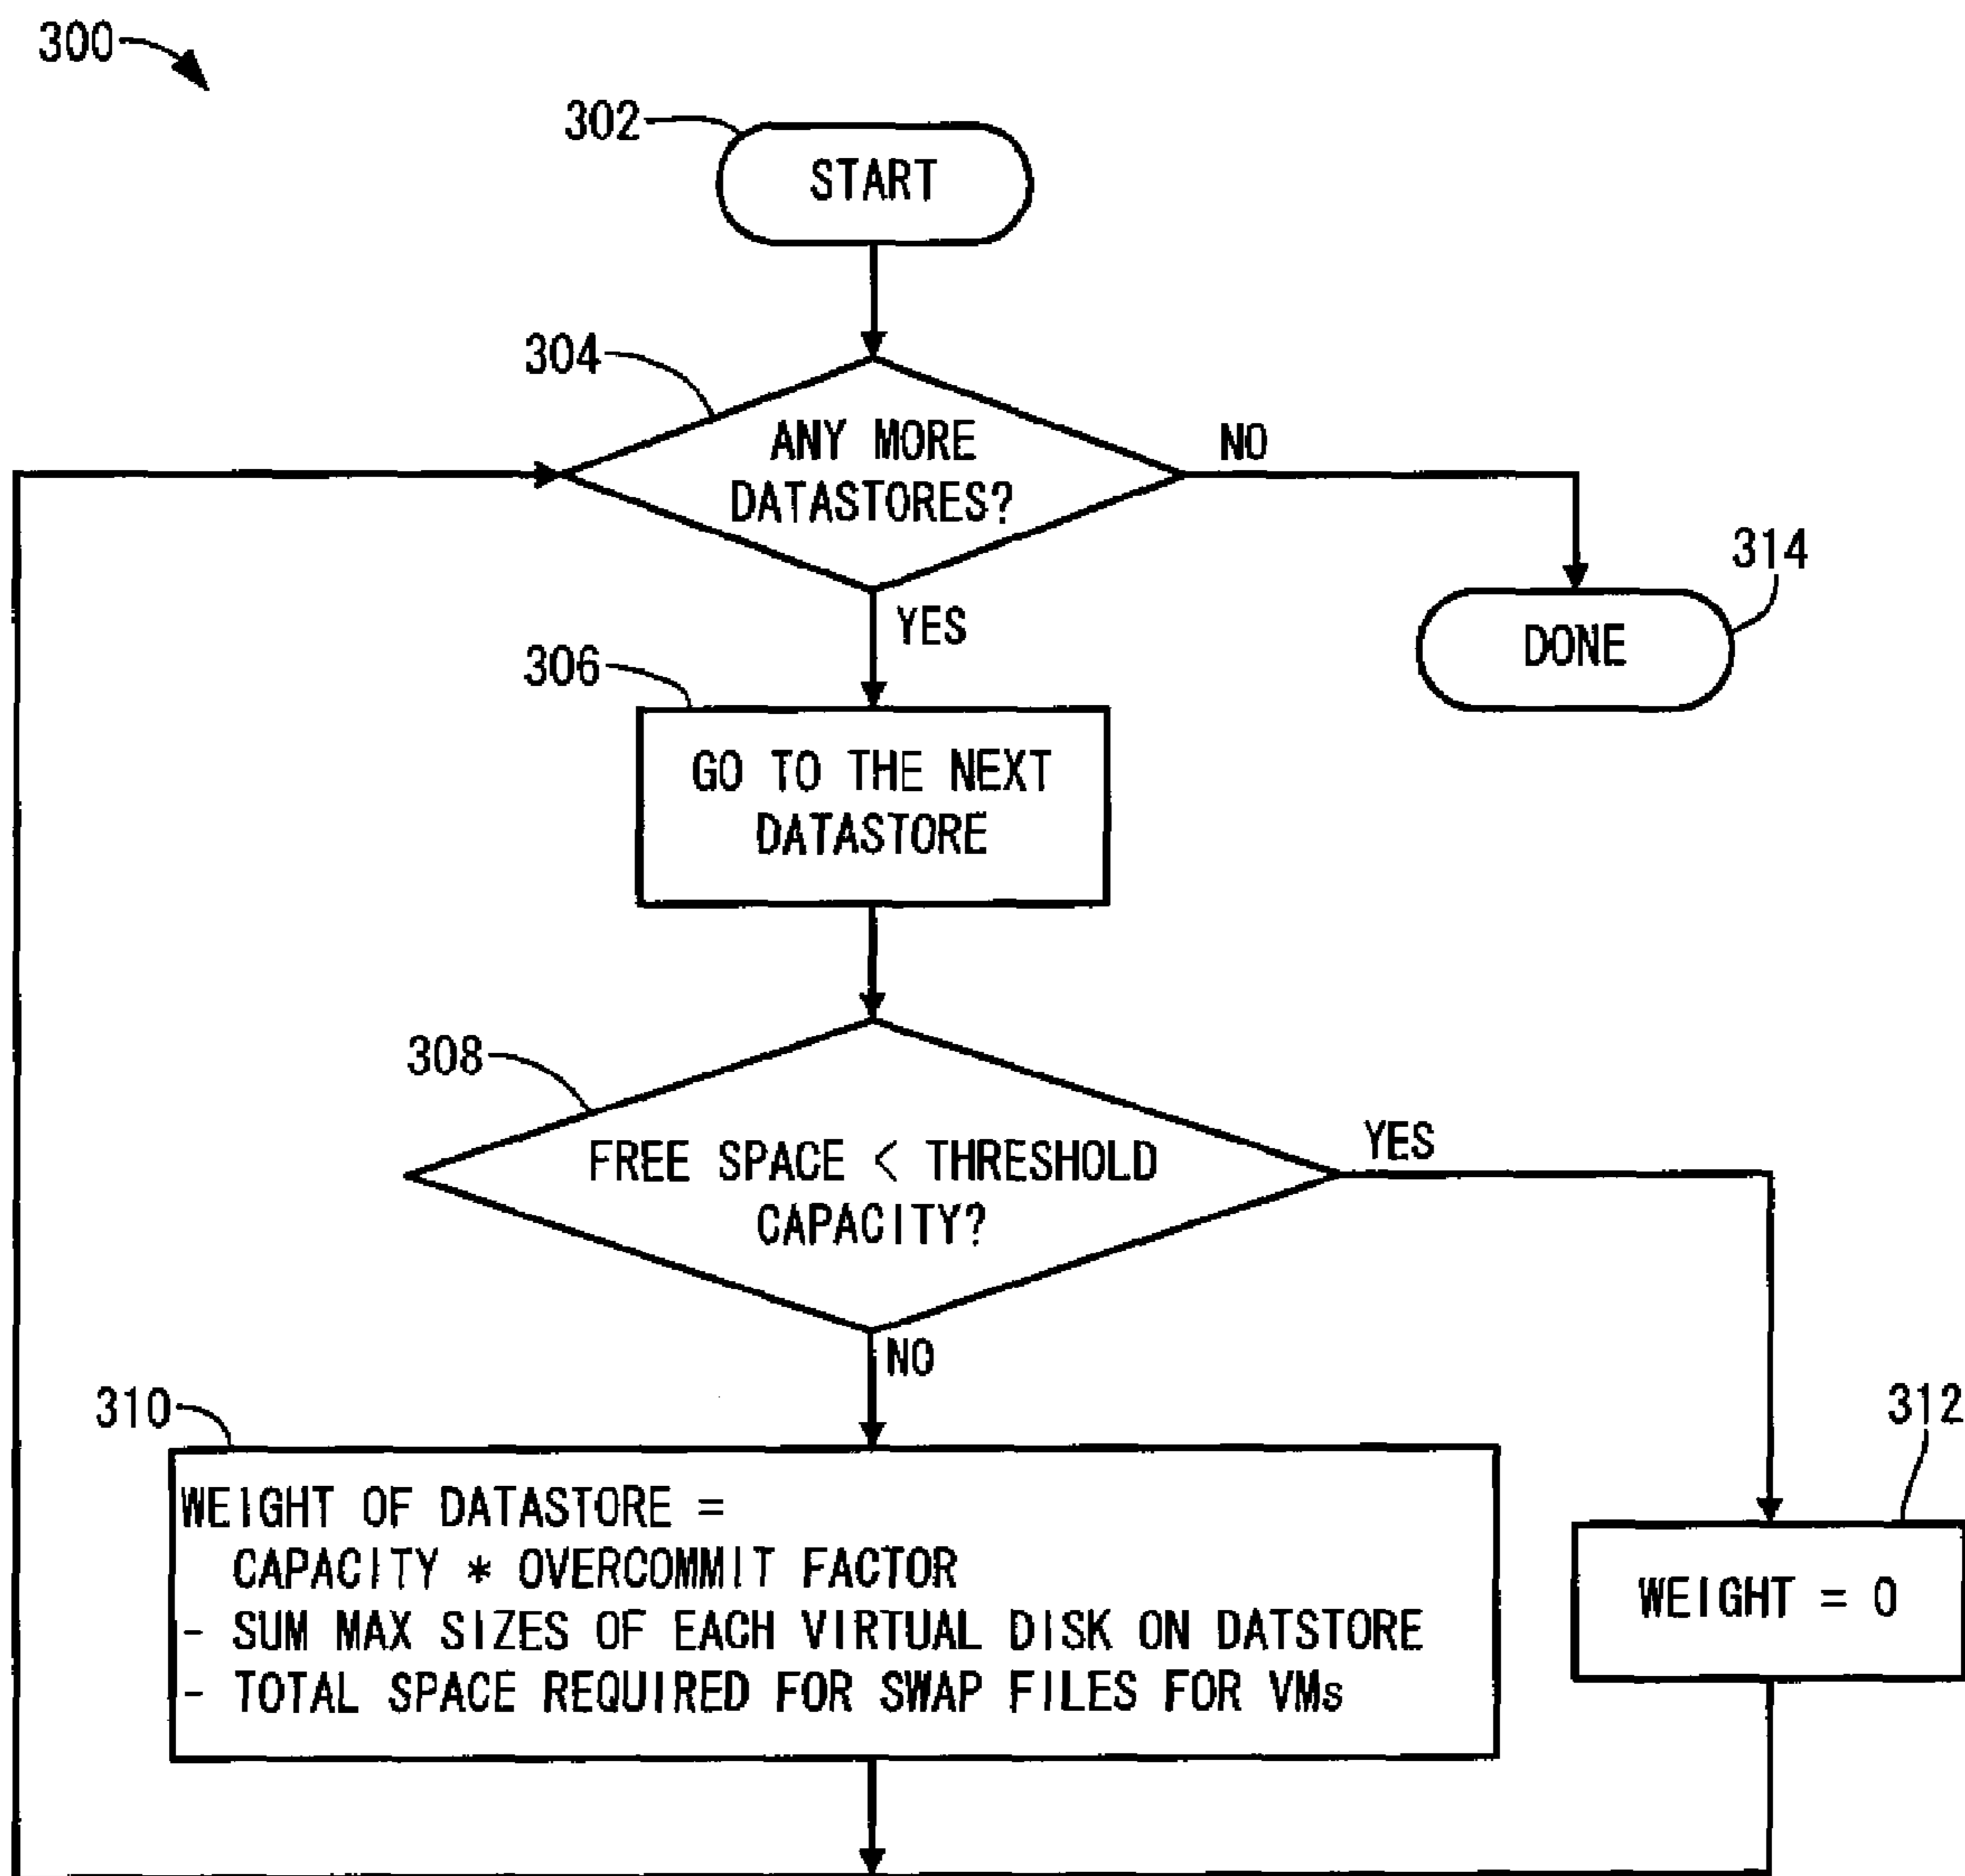 300
302
START
304
ANY MORE
DATASTORES?
NO
314
DONE
YES
306
GO TO THE NEXT
DATASTORE
308
FREE SPACE < THRESHOLD
CAPACITY?
YES
NO
310
312
WEIGHT OF DATASTORE =
CAPACITY * OVERCOMMIT FACTOR
- SUM MAX SIZES OF EACH VIRTUAL DISK ON DATSTORE
- TOTAL SPACE REQUIRED FOR SWAP FILES FOR VMs
WEIGHT = 0